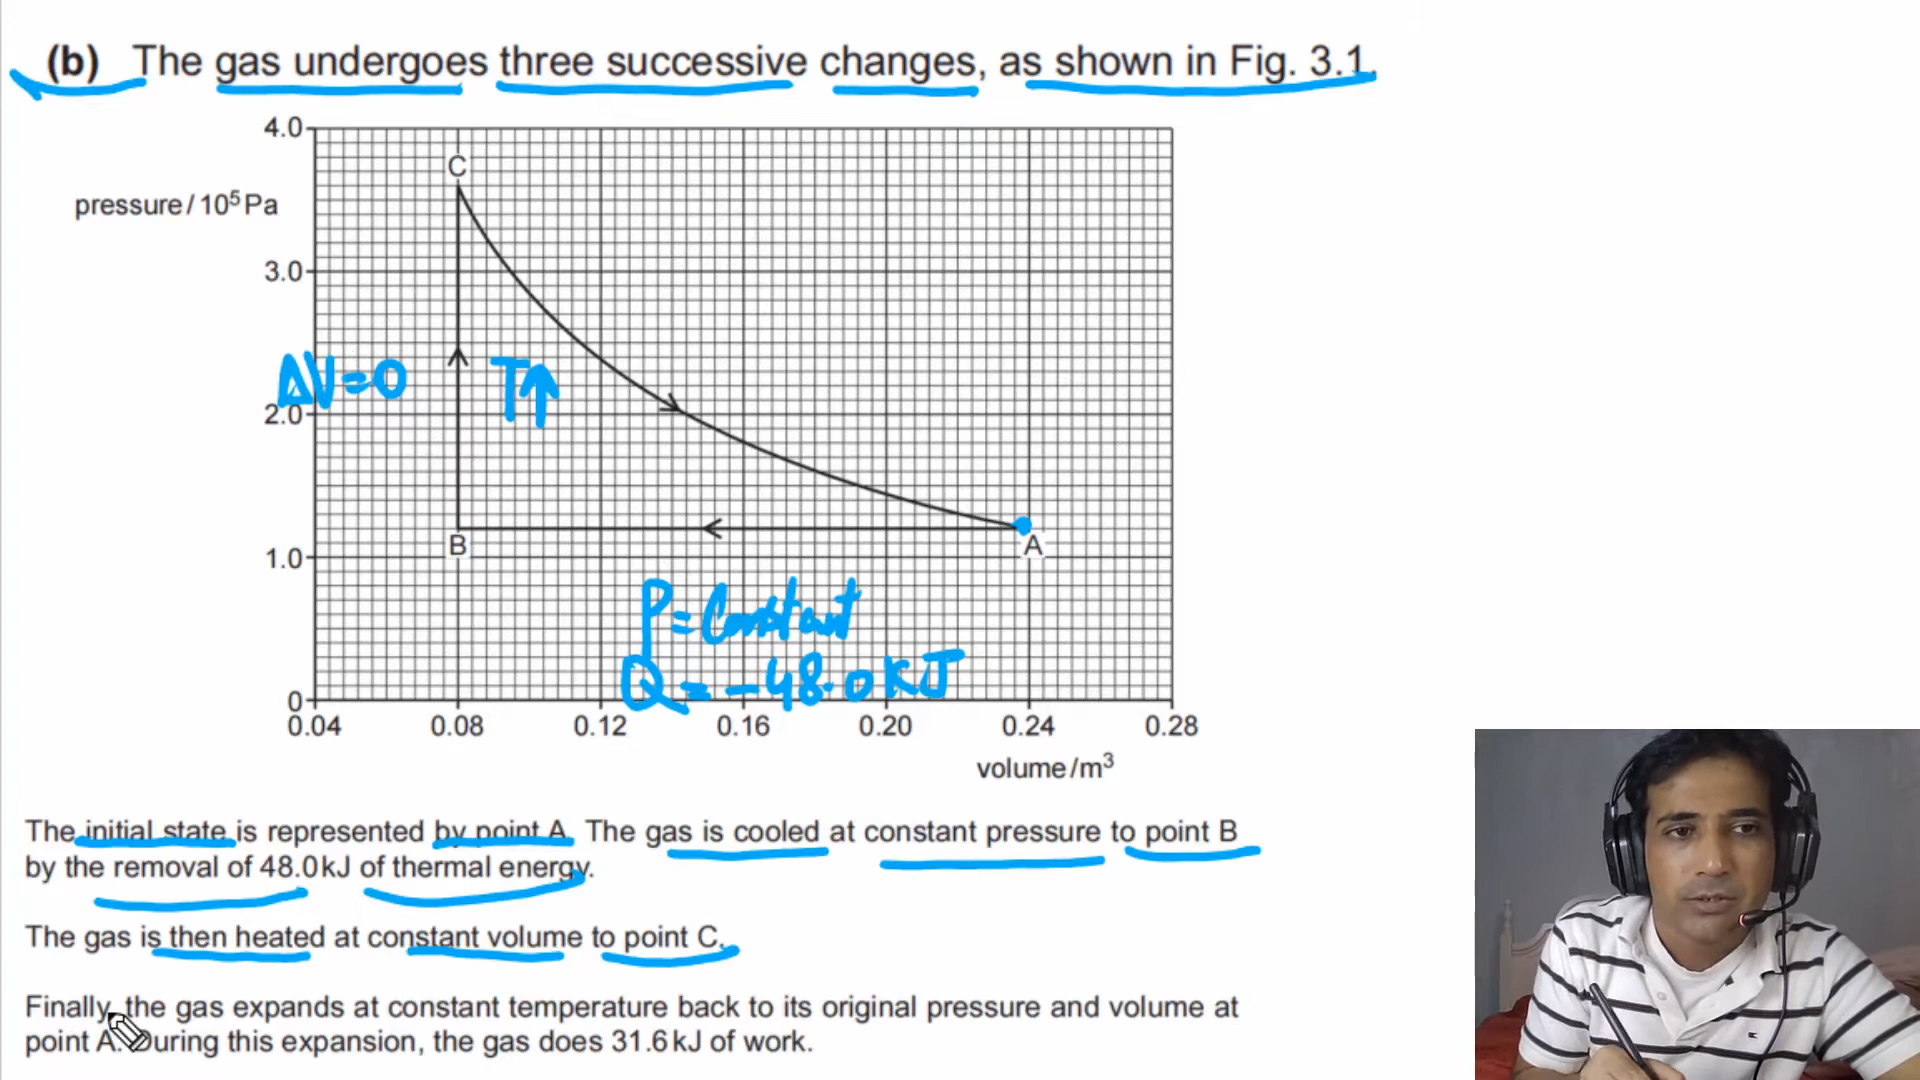 (b) The gas undergoes three successive changes, as shown in Fig. 3.1.
4.0
C
pressure / 10⁵ Pa
3.0
ΔV=0 T↑
2.0
B
A
1.0
P = Constant
Q = -48.0 KJ
0
0.04 0.08 0.12 0.16 0.20 0.24 0.28
volume / m³
The initial state is represented by point A. The gas is cooled at constant pressure to point B
by the removal of 48.0 kJ of thermal energy.
The gas is then heated at constant volume to point C.
Finally, the gas expands at constant temperature back to its original pressure and volume at
point A. During this expansion, the gas does 31.6 kJ of work.